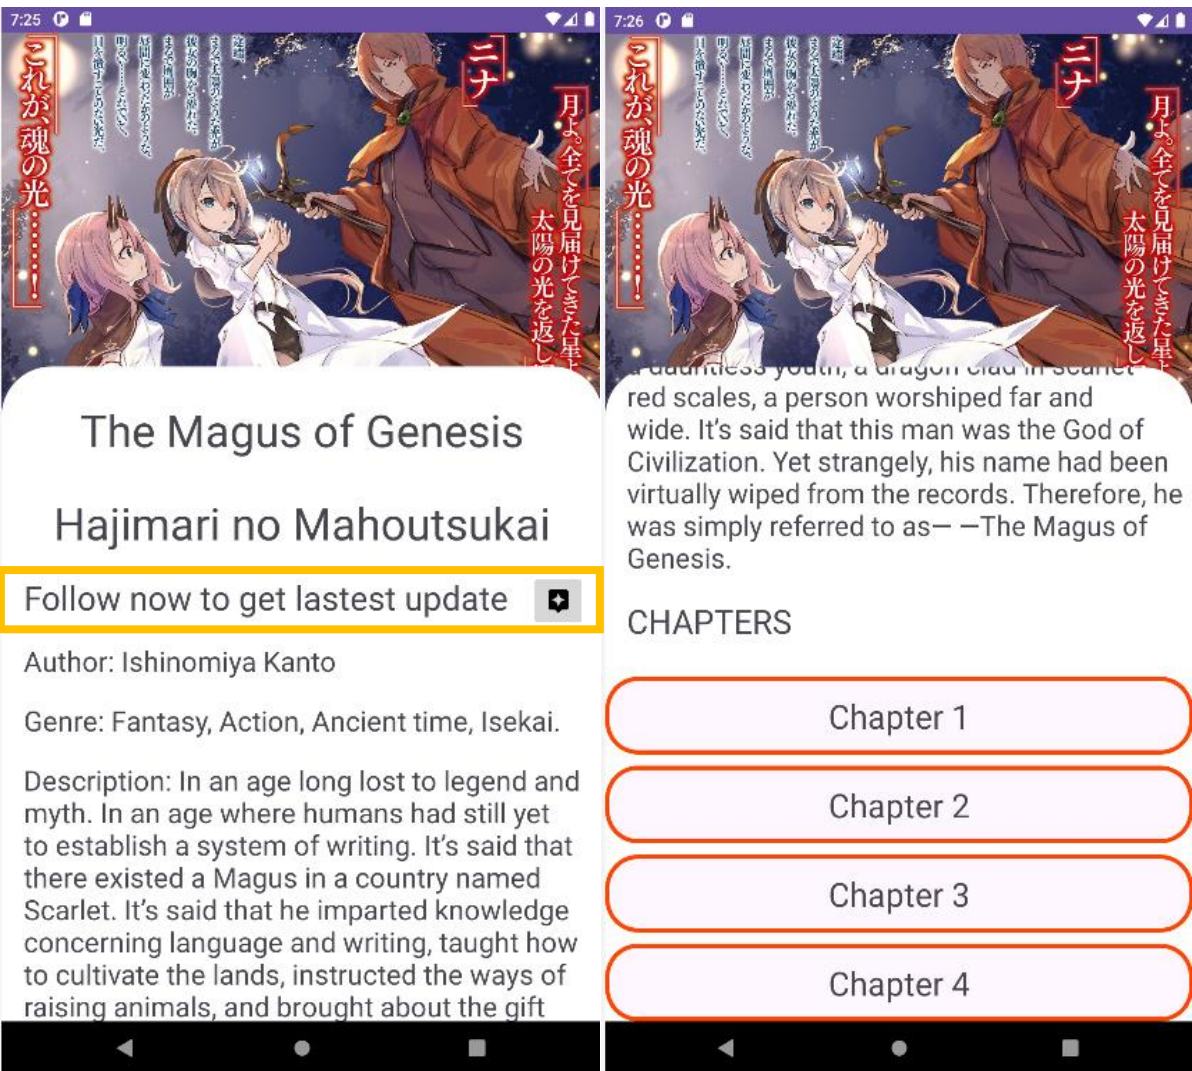 7:25
「ニナ」
月よ。全てを見届けてきた星よ
太陽の光を返し
これが、魂の光……！
The Magus of Genesis
Hajimari no Mahoutsukai
Follow now to get lastest update
Author: Ishinomiya Kanto
Genre: Fantasy, Action, Ancient time, Isekai.
Description: In an age long lost to legend and
myth. In an age where humans had still yet
to establish a system of writing. It's said that
there existed a Magus in a country named
Scarlet. It's said that he imparted knowledge
concerning language and writing, taught how
to cultivate the lands, instructed the ways of
raising animals, and brought about the gift
7:26
「ニナ」
月よ。全てを見届けてきた星よ
太陽の光を返し
これが、魂の光……！
a dauntless youth, a dragon clad in scarlet
red scales, a person worshiped far and
wide. It's said that this man was the God of
Civilization. Yet strangely, his name had been
virtually wiped from the records. Therefore, he
was simply referred to as— —The Magus of
Genesis.
CHAPTERS
Chapter 1
Chapter 2
Chapter 3
Chapter 4